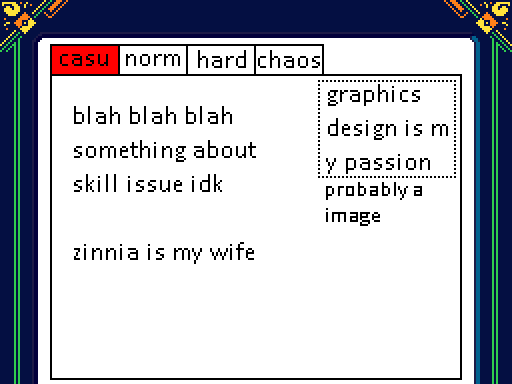 casu norm hard chaos
blah blah blah
something about
skill issue idk
zinnia is my wife
graphics
design is m
y passion
probably a
image